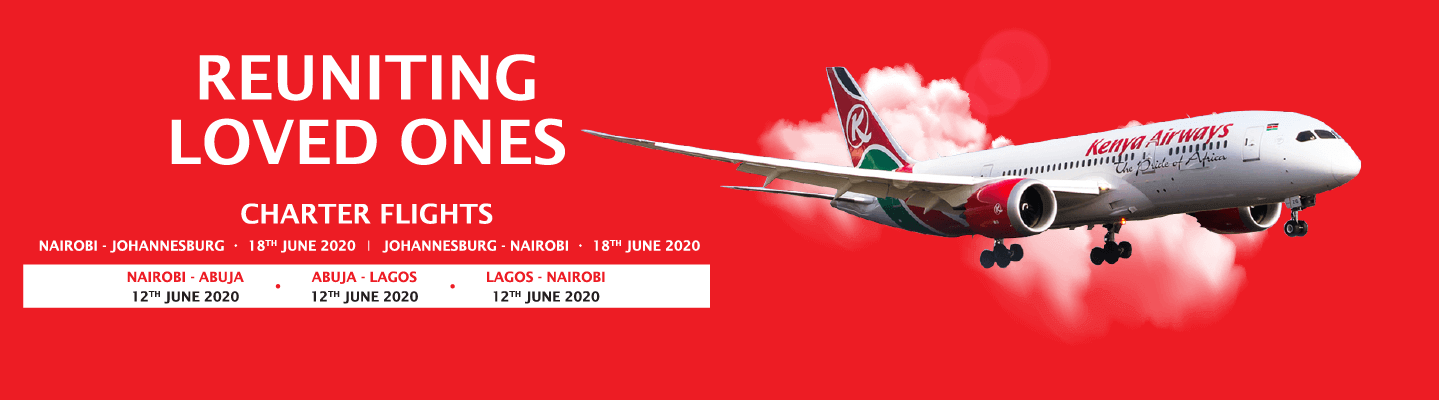 REUNITING
LOVED ONES
CHARTER FLIGHTS
NAIROBI - JOHANNESBURG · 18TH JUNE 2020 | JOHANNESBURG - NAIROBI · 18TH JUNE 2020
NAIROBI - ABUJA • ABUJA - LAGOS • LAGOS - NAIROBI
12TH JUNE 2020 12TH JUNE 2020 12TH JUNE 2020
Kenya Airways
The Pride of Africa
K